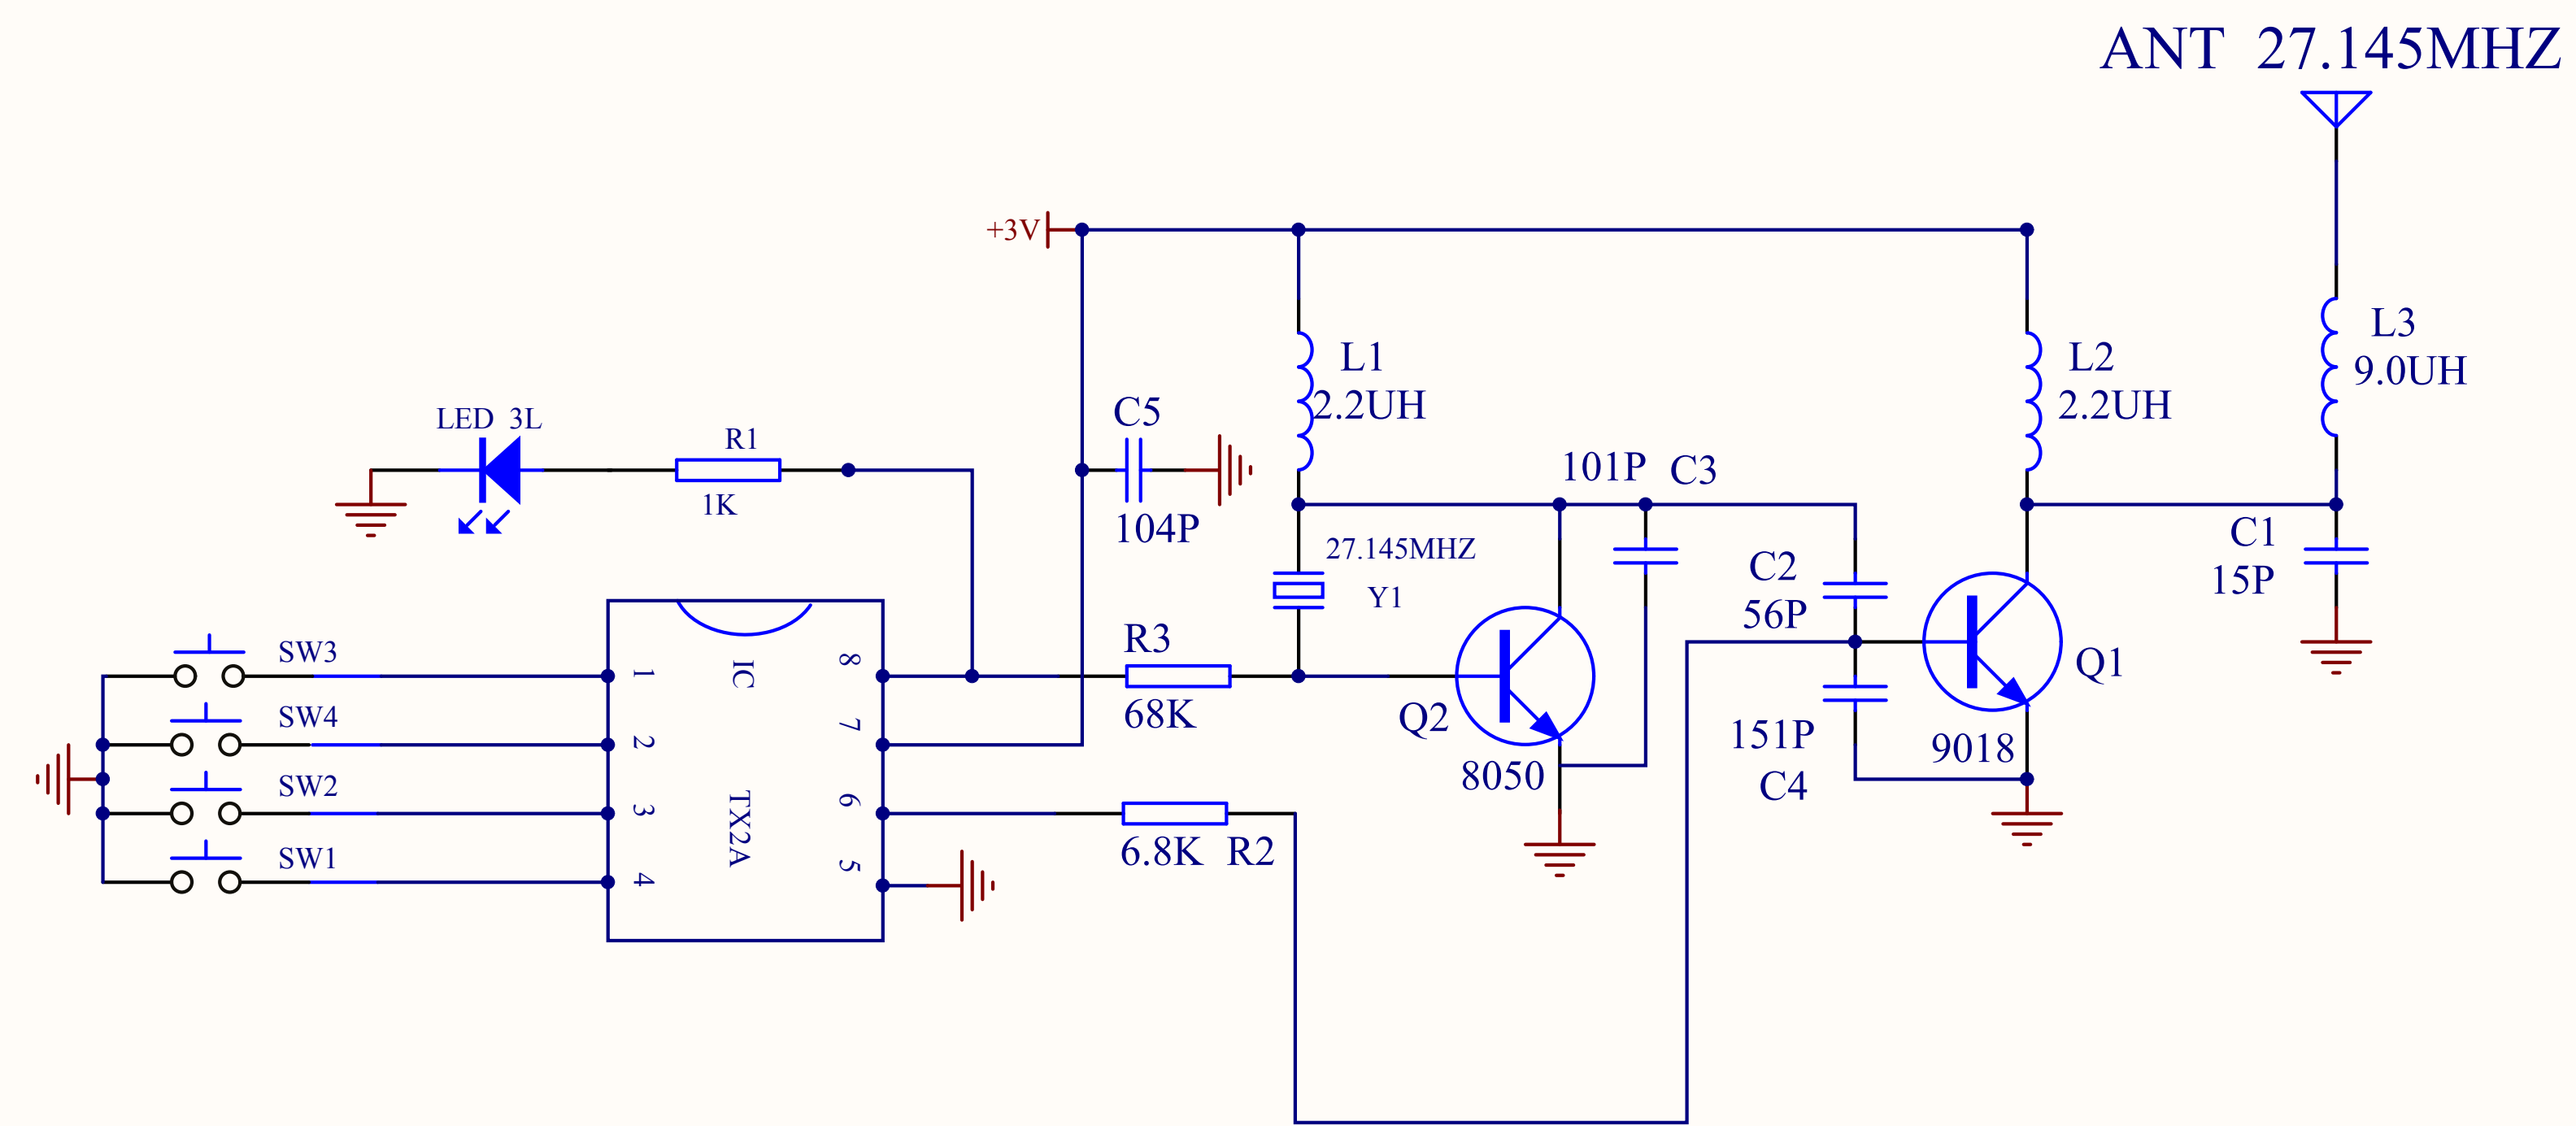 ANT 27.145MHZ
+3V
L3
9.0UH
L1
2.2UH
L2
2.2UH
C5
104P
LED 3L
R1
1K
101P C3
27.145MHZ
Y1
C2
56P
C1
15P
SW3
SW4
SW2
SW1
1
2
3
4
IC
TX2A
8
7
6
5
R3
68K
6.8K R2
Q2
8050
151P
C4
Q1
9018